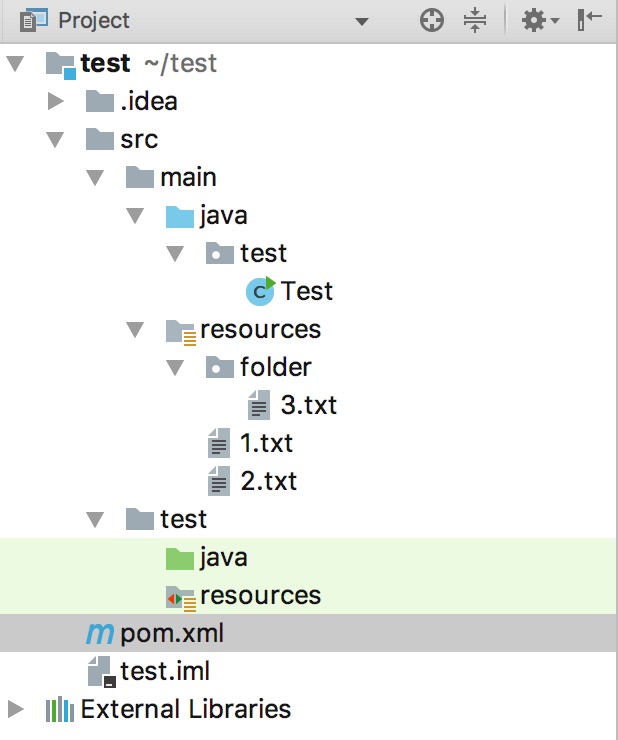 Project
test ~/test
.idea
src
main
java
test
C Test
resources
folder
3.txt
1.txt
2.txt
test
java
resources
m pom.xml
test.iml
External Libraries